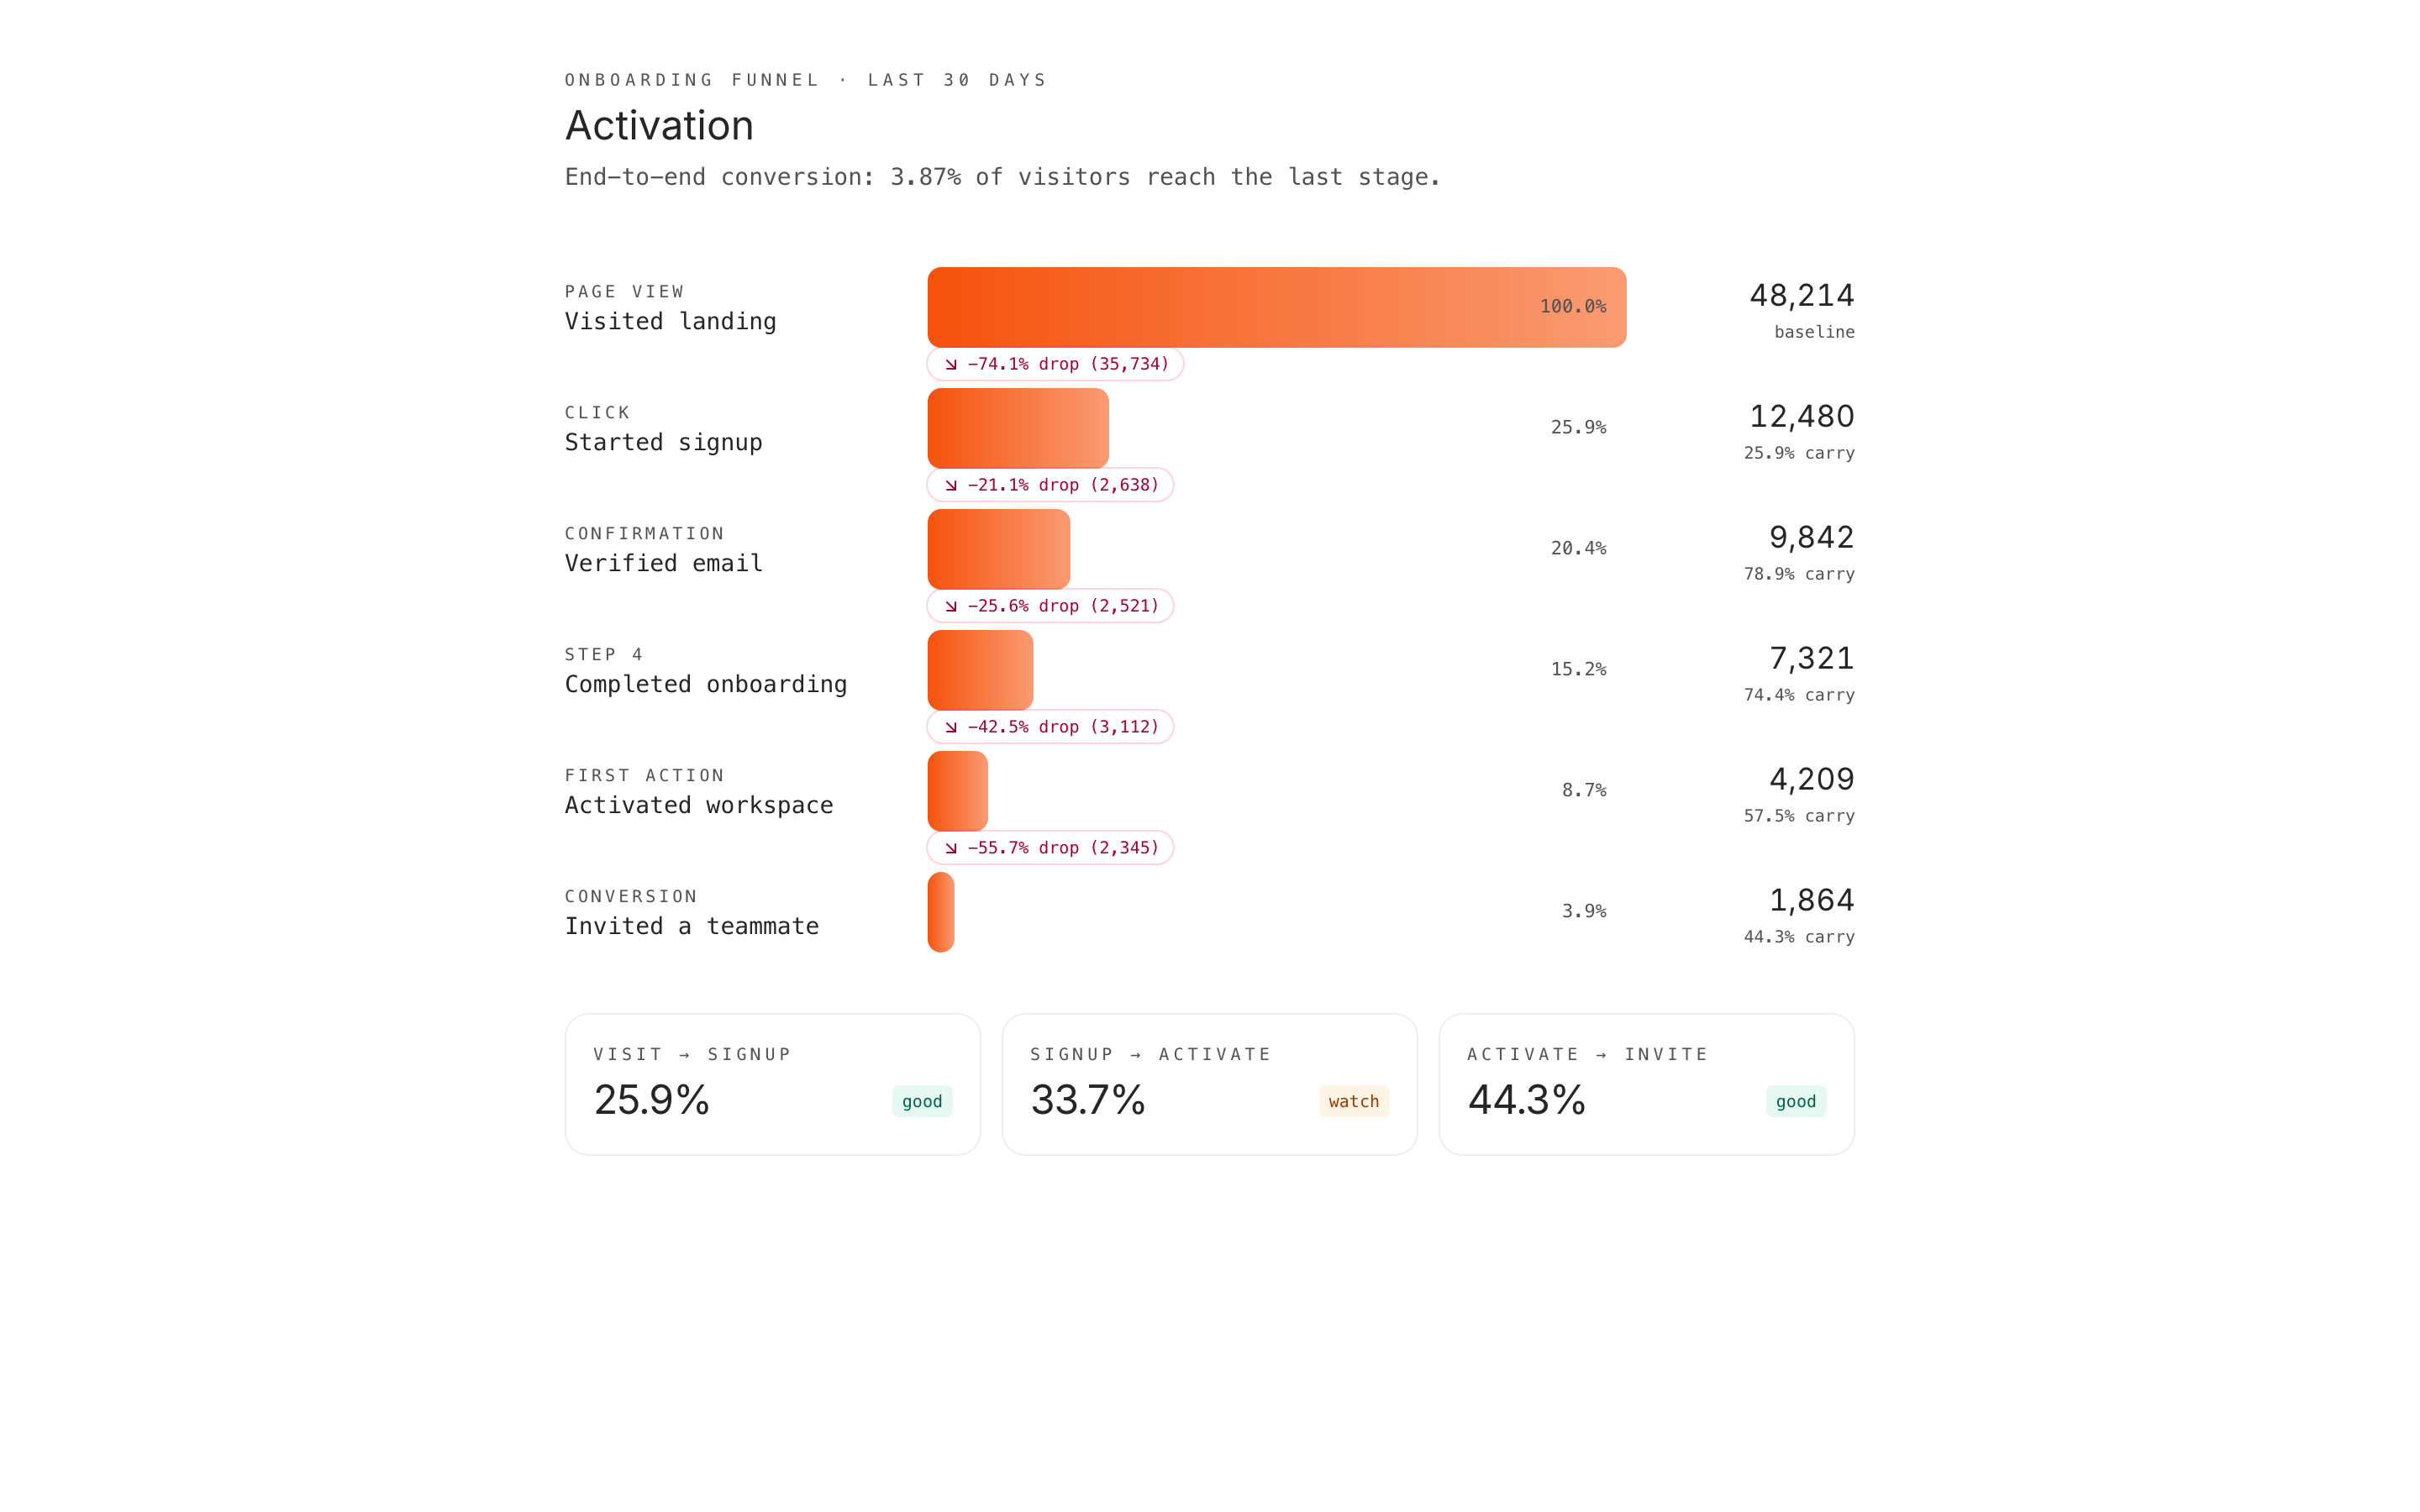 ONBOARDING FUNNEL · LAST 30 DAYS
Activation
End-to-end conversion: 3.87% of visitors reach the last stage.
PAGE VIEW
Visited landing
100.0%
48,214
baseline
↘ −74.1% drop (35,734)
CLICK
Started signup
25.9%
12,480
25.9% carry
↘ −21.1% drop (2,638)
CONFIRMATION
Verified email
20.4%
9,842
78.9% carry
↘ −25.6% drop (2,521)
STEP 4
Completed onboarding
15.2%
7,321
74.4% carry
↘ −42.5% drop (3,112)
FIRST ACTION
Activated workspace
8.7%
4,209
57.5% carry
↘ −55.7% drop (2,345)
CONVERSION
Invited a teammate
3.9%
1,864
44.3% carry
VISIT → SIGNUP
25.9%
good
SIGNUP → ACTIVATE
33.7%
watch
ACTIVATE → INVITE
44.3%
good